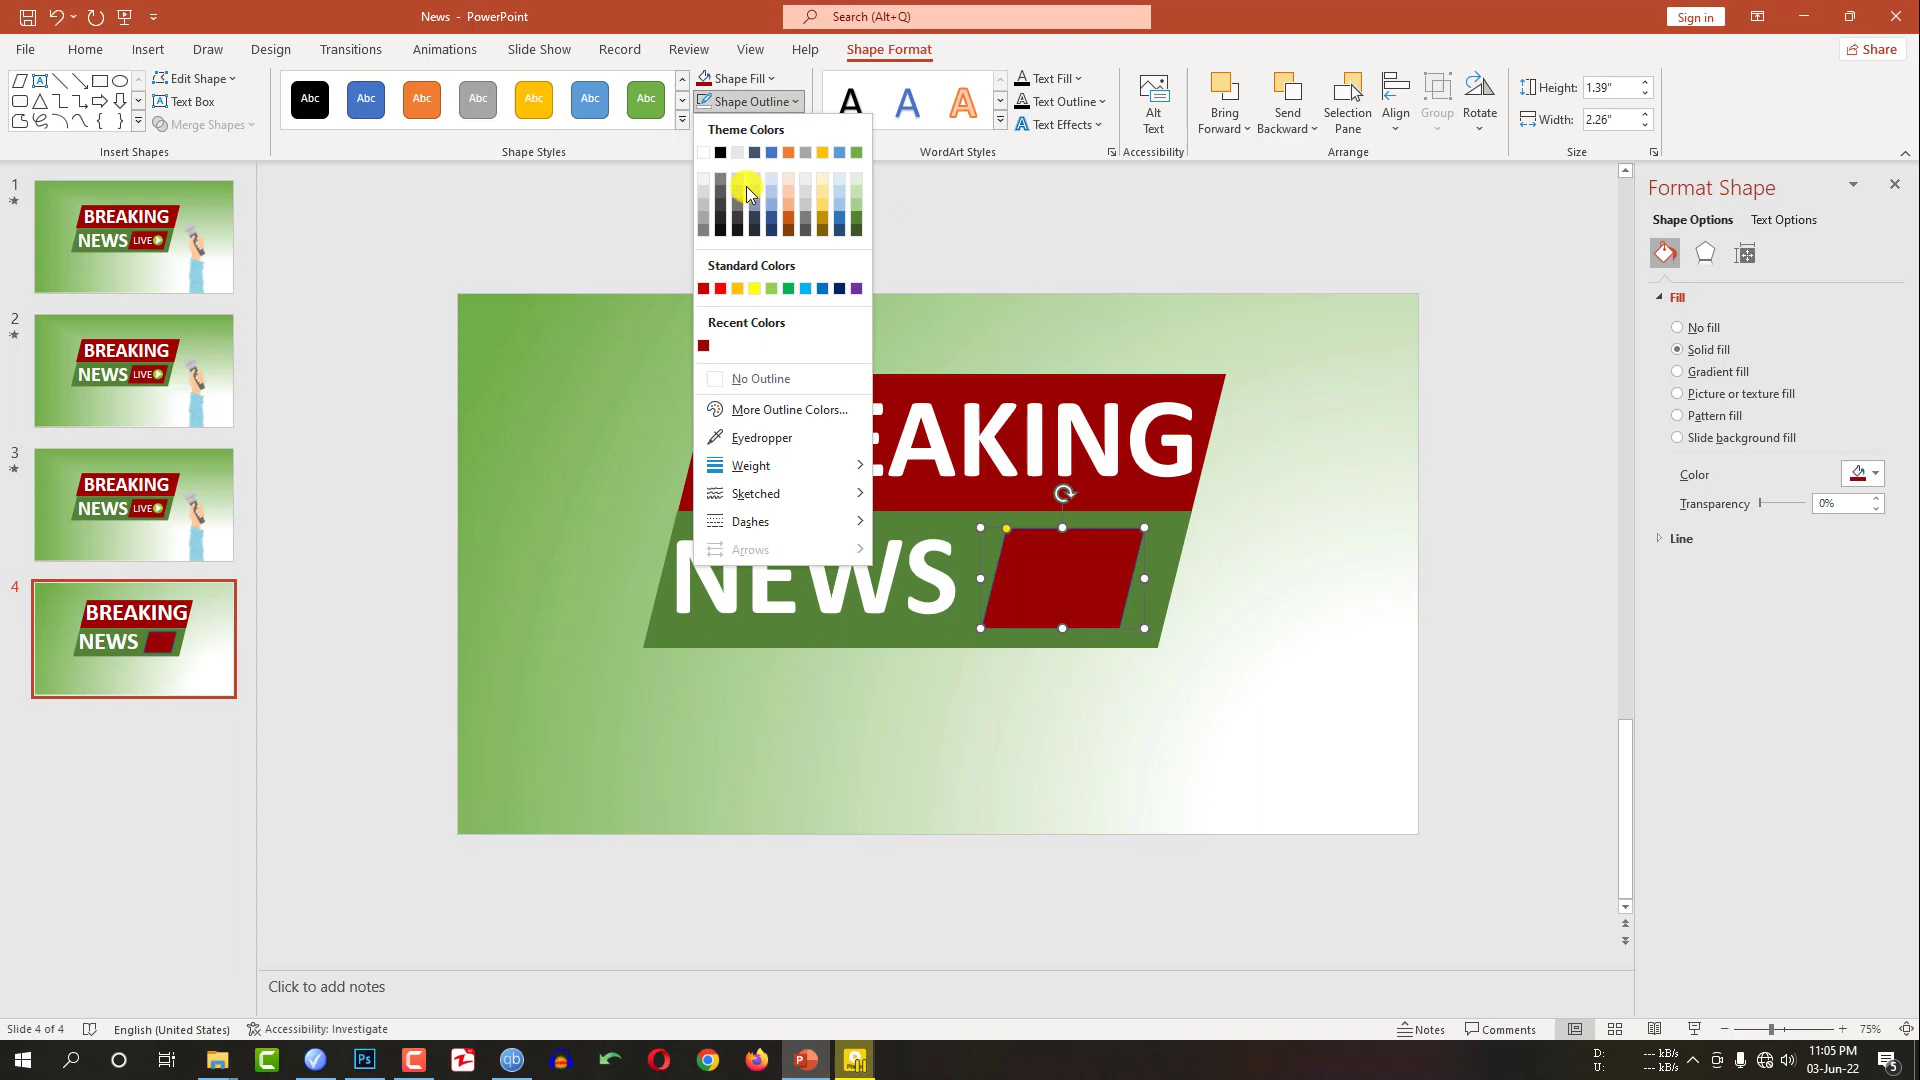 News - PowerPoint
Search (Alt+Q)
Sign in
File Home Insert Draw Design Transitions Animations Slide Show Record Review View Help Shape Format
Share
Edit Shape
Text Box
Merge Shapes
Insert Shapes
Abc Abc Abc Abc Abc Abc Abc
Shape Styles
Shape Fill
Shape Outline
A A A
WordArt Styles
Text Fill
Text Outline
Text Effects
Alt Text
Accessibility
Bring Forward
Send Backward
Selection Pane
Align
Group
Rotate
Arrange
Height: 1.39"
Width: 2.26"
Size
Theme Colors
Standard Colors
Recent Colors
No Outline
More Outline Colors...
Eyedropper
Weight
Sketched
Dashes
Arrows
1
BREAKING
NEWS LIVE
2
BREAKING
NEWS LIVE
3
BREAKING
NEWS LIVE
4
BREAKING
NEWS
EAKING
NEWS
Format Shape
Shape Options Text Options
Fill
No fill
Solid fill
Gradient fill
Picture or texture fill
Pattern fill
Slide background fill
Color
Transparency 0%
Line
Click to add notes
Slide 4 of 4 English (United States) Accessibility: Investigate
Notes Comments 75%
D: --- kB/s
U: --- kB/s
11:05 PM
03-Jun-22
5